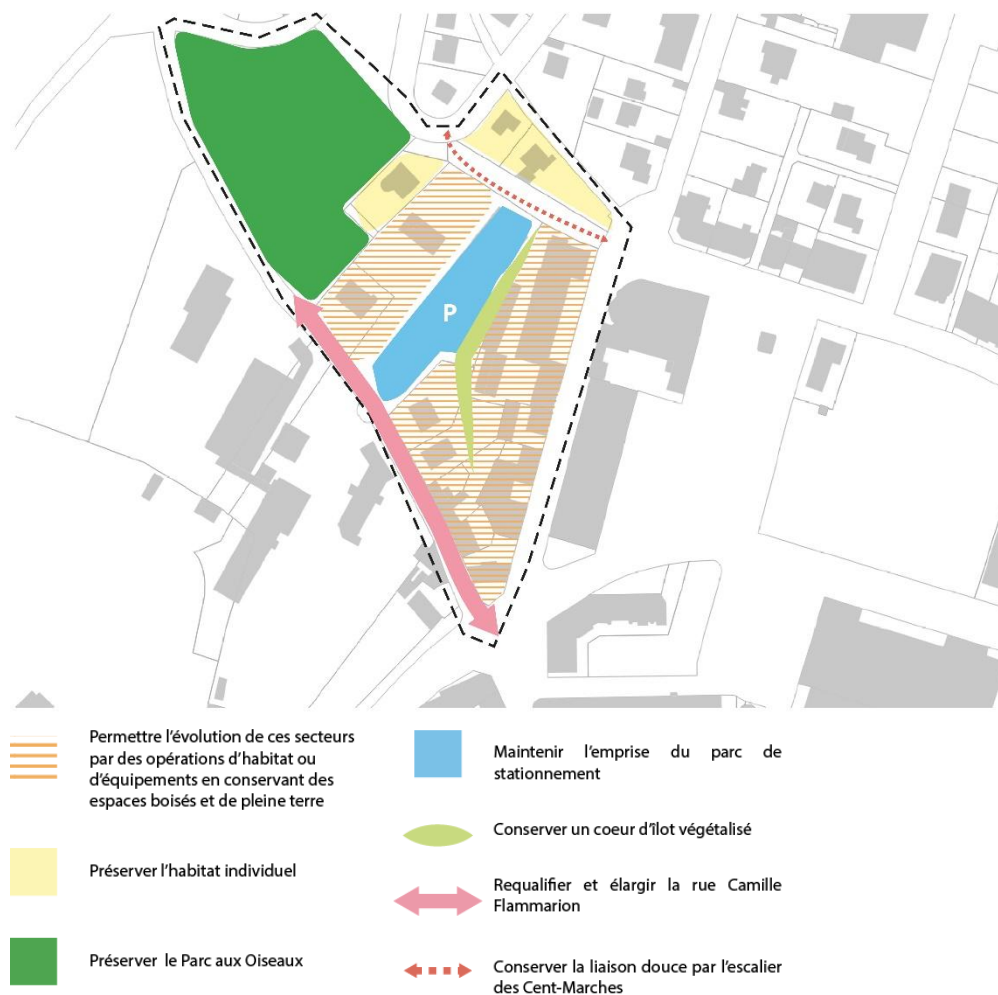 P
Permettre l'évolution de ces secteurs
par des opérations d'habitat ou
d'équipements en conservant des
espaces boisés et de pleine terre
Préserver l'habitat individuel
Préserver le Parc aux Oiseaux
Maintenir l'emprise du parc de
stationnement
Conserver un coeur d'îlot végétalisé
Requalifier et élargir la rue Camille
Flammarion
Conserver la liaison douce par l'escalier
des Cent-Marches